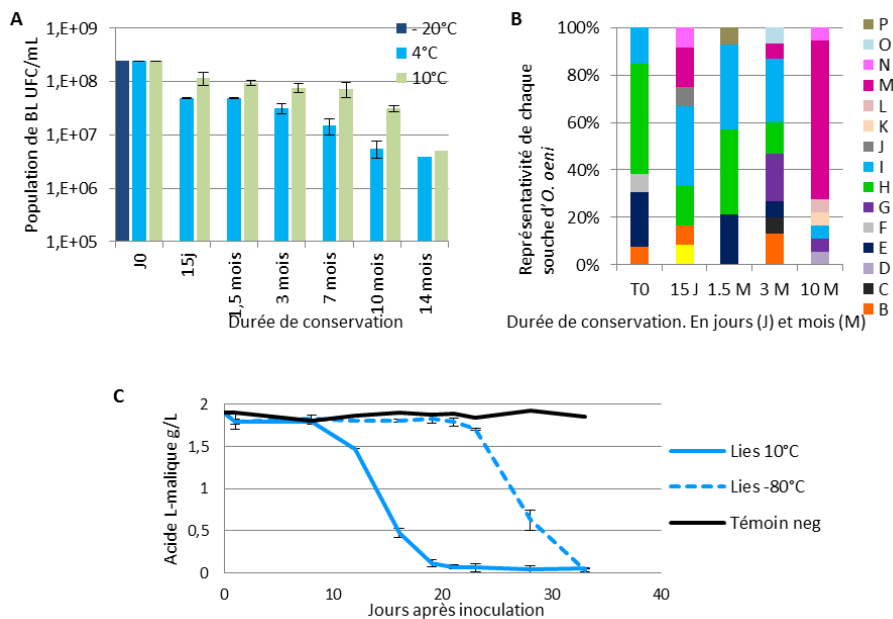 A
1,E+09
1,E+08
1,E+07
1,E+06
1,E+05
Population de BL UFC/mL
- 20°C
4°C
10°C
J0
15j
1,5 mois
3 mois
7 mois
10 mois
14 mois
Durée de conservation
B
100%
80%
60%
40%
20%
0%
Représentativité de chaque
souche d'O. oeni
T0
15 J
1.5 M
3 M
10 M
Durée de conservation. En jours (J) et mois (M)
P
O
N
M
L
K
J
I
H
G
F
E
D
C
B
C
2
1,5
1
0,5
0
Acide L-malique g/L
0
10
20
30
40
Jours après inoculation
Lies 10°C
Lies -80°C
Témoin neg